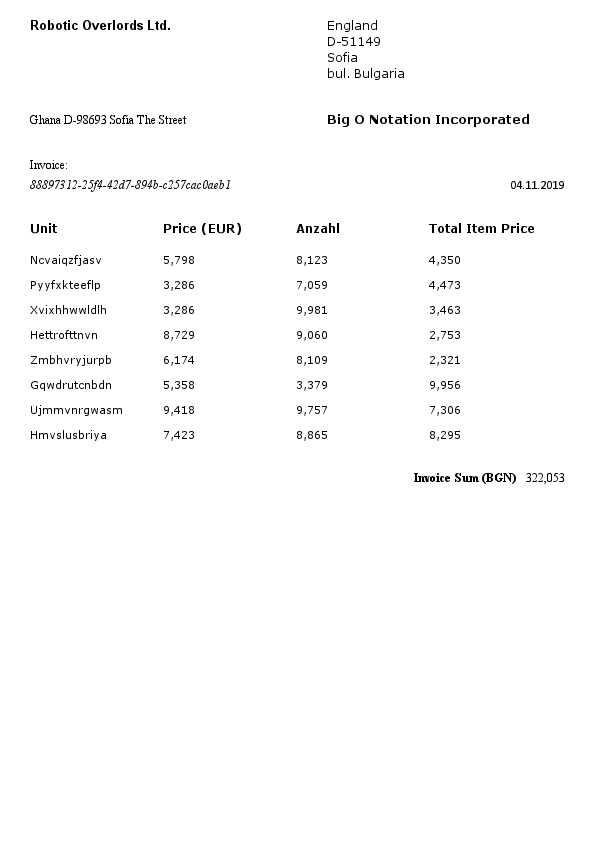 Robotic Overlords Ltd.
England
D-51149
Sofia
bul. Bulgaria
Ghana D-98693 Sofia The Street
Big O Notation Incorporated
Invoice:
88897312-25f4-42d7-894b-c257cac0aeb1 04.11.2019
Unit Price (EUR) Anzahl Total Item Price
Ncvaiqzfjasv 5,798 8,123 4,350
Pyyfxkteeflp 3,286 7,059 4,473
Xvixhhwwldlh 3,286 9,981 3,463
Hettrofttnvn 8,729 9,060 2,753
Zmbhvryjurpb 6,174 8,109 2,321
Gqwdrutcnbdn 5,358 3,379 9,956
Ujmmvnrgwasm 9,418 9,757 7,306
Hmvslusbriya 7,423 8,865 8,295
Invoice Sum (BGN) 322,053